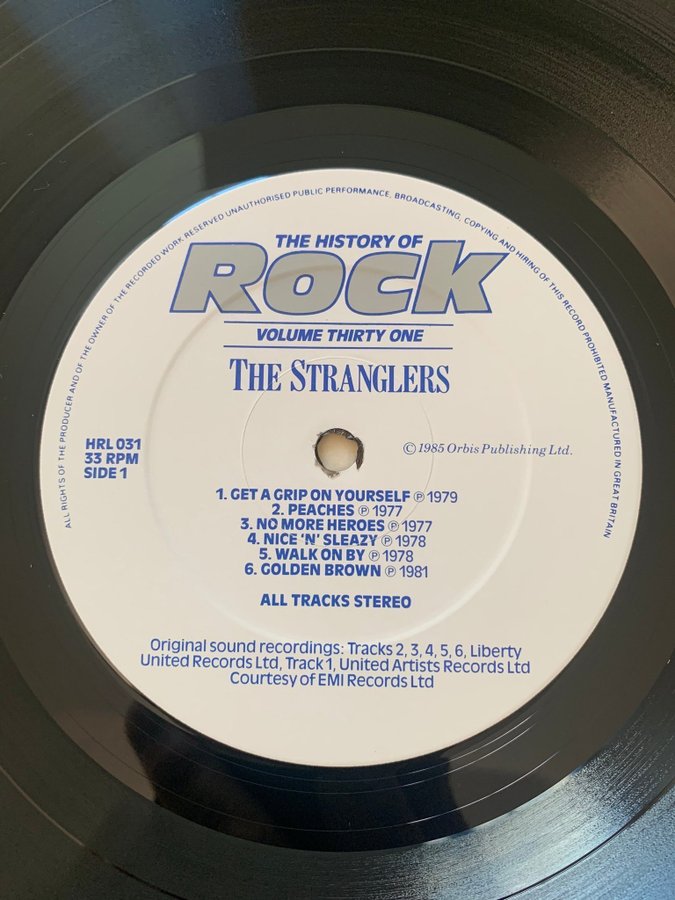 ALL RIGHTS OF THE PRODUCER AND OF THE OWNER OF THE RECORDED WORK RESERVED UNAUTHORISED PUBLIC PERFORMANCE, BROADCASTING, COPYING AND HIRING OF THIS RECORD PROHIBITED MANUFACTURED IN GREAT BRITAIN
THE HISTORY OF
ROCK
VOLUME THIRTY ONE
THE STRANGLERS
HRL 031
33 RPM
SIDE 1
© 1985 Orbis Publishing Ltd.
1. GET A GRIP ON YOURSELF ℗ 1979
2. PEACHES ℗ 1977
3. NO MORE HEROES ℗ 1977
4. NICE 'N' SLEAZY ℗ 1978
5. WALK ON BY ℗ 1978
6. GOLDEN BROWN ℗ 1981
ALL TRACKS STEREO
Original sound recordings: Tracks 2, 3, 4, 5, 6, Liberty
United Records Ltd, Track 1, United Artists Records Ltd
Courtesy of EMI Records Ltd